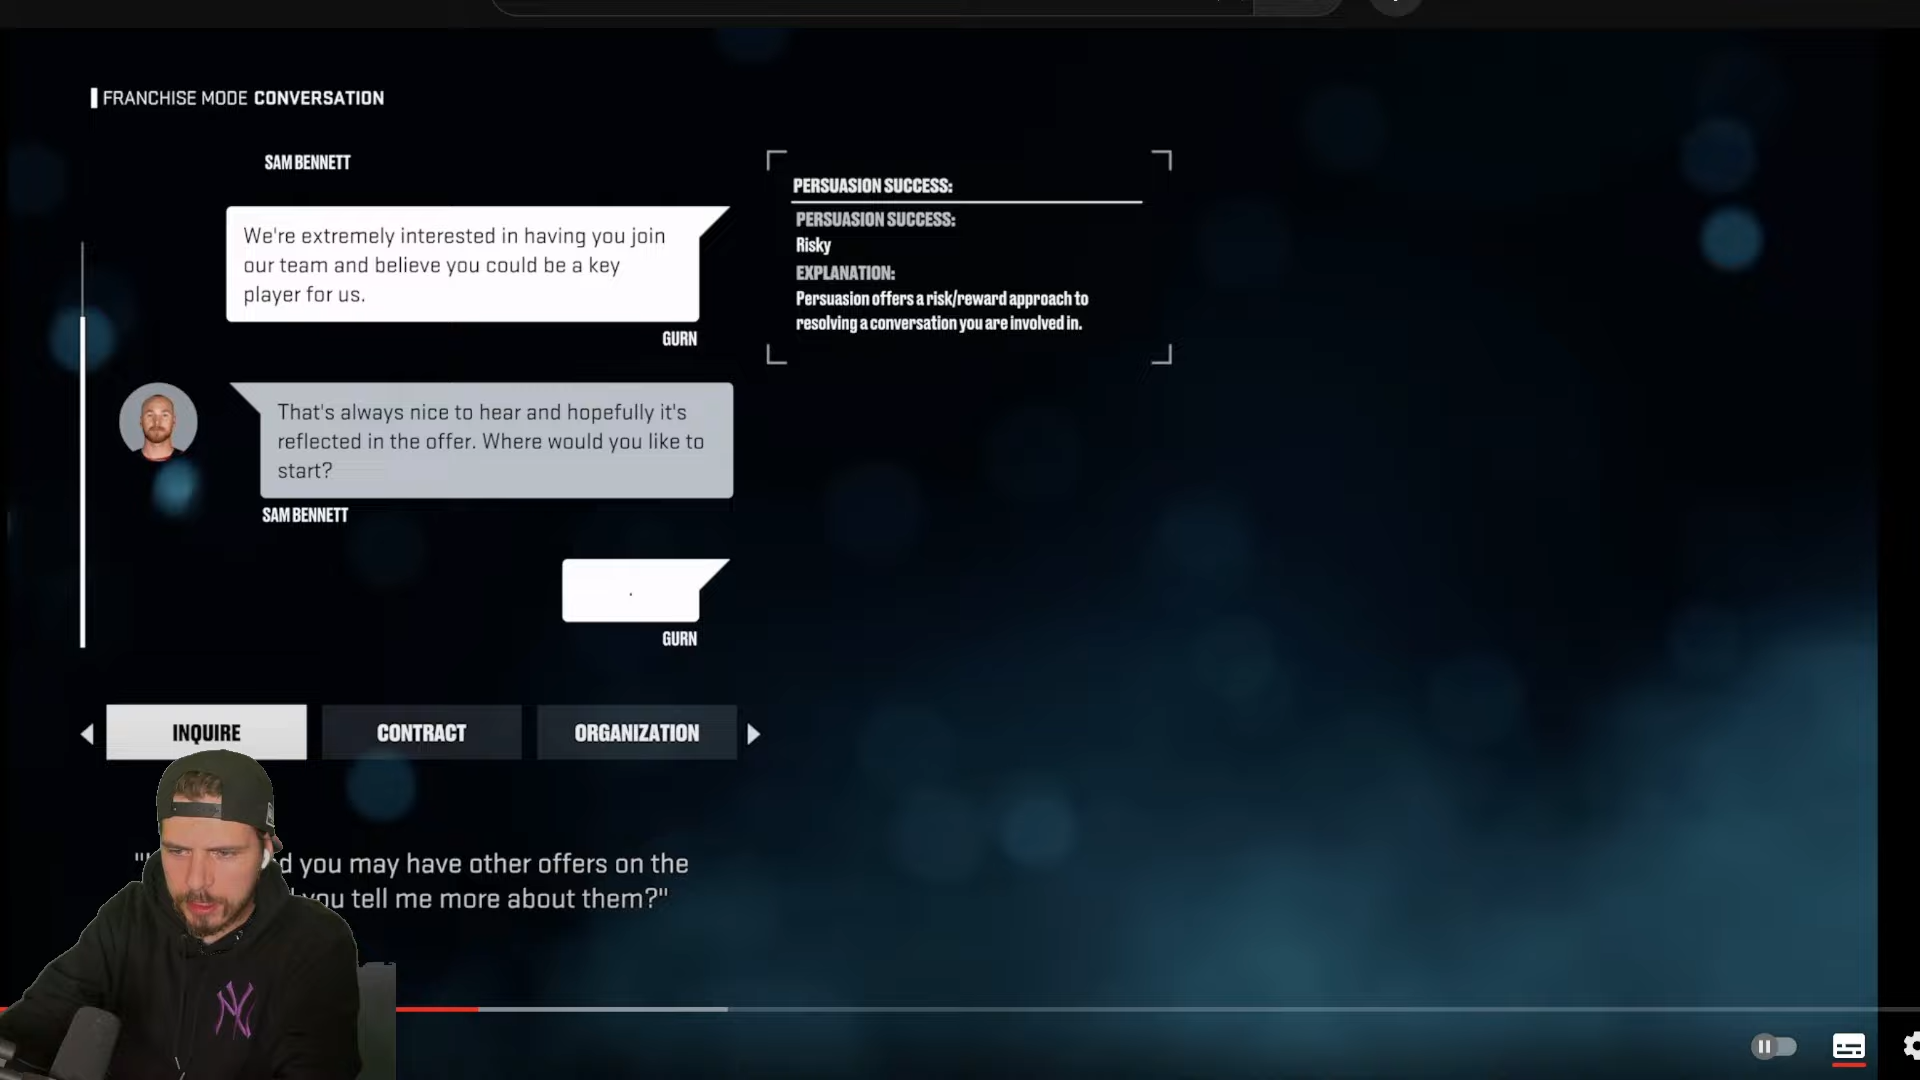 FRANCHISE MODE CONVERSATION
SAM BENNETT
We're extremely interested in having you join
our team and believe you could be a key
player for us.
GURN
That's always nice to hear and hopefully it's
reflected in the offer. Where would you like to
start?
SAM BENNETT
.
GURN
PERSUASION SUCCESS:
PERSUASION SUCCESS:
Risky
EXPLANATION:
Persuasion offers a risk/reward approach to
resolving a conversation you are involved in.
INQUIRE
CONTRACT
ORGANIZATION
you may have other offers on the
you tell me more about them?"
NY